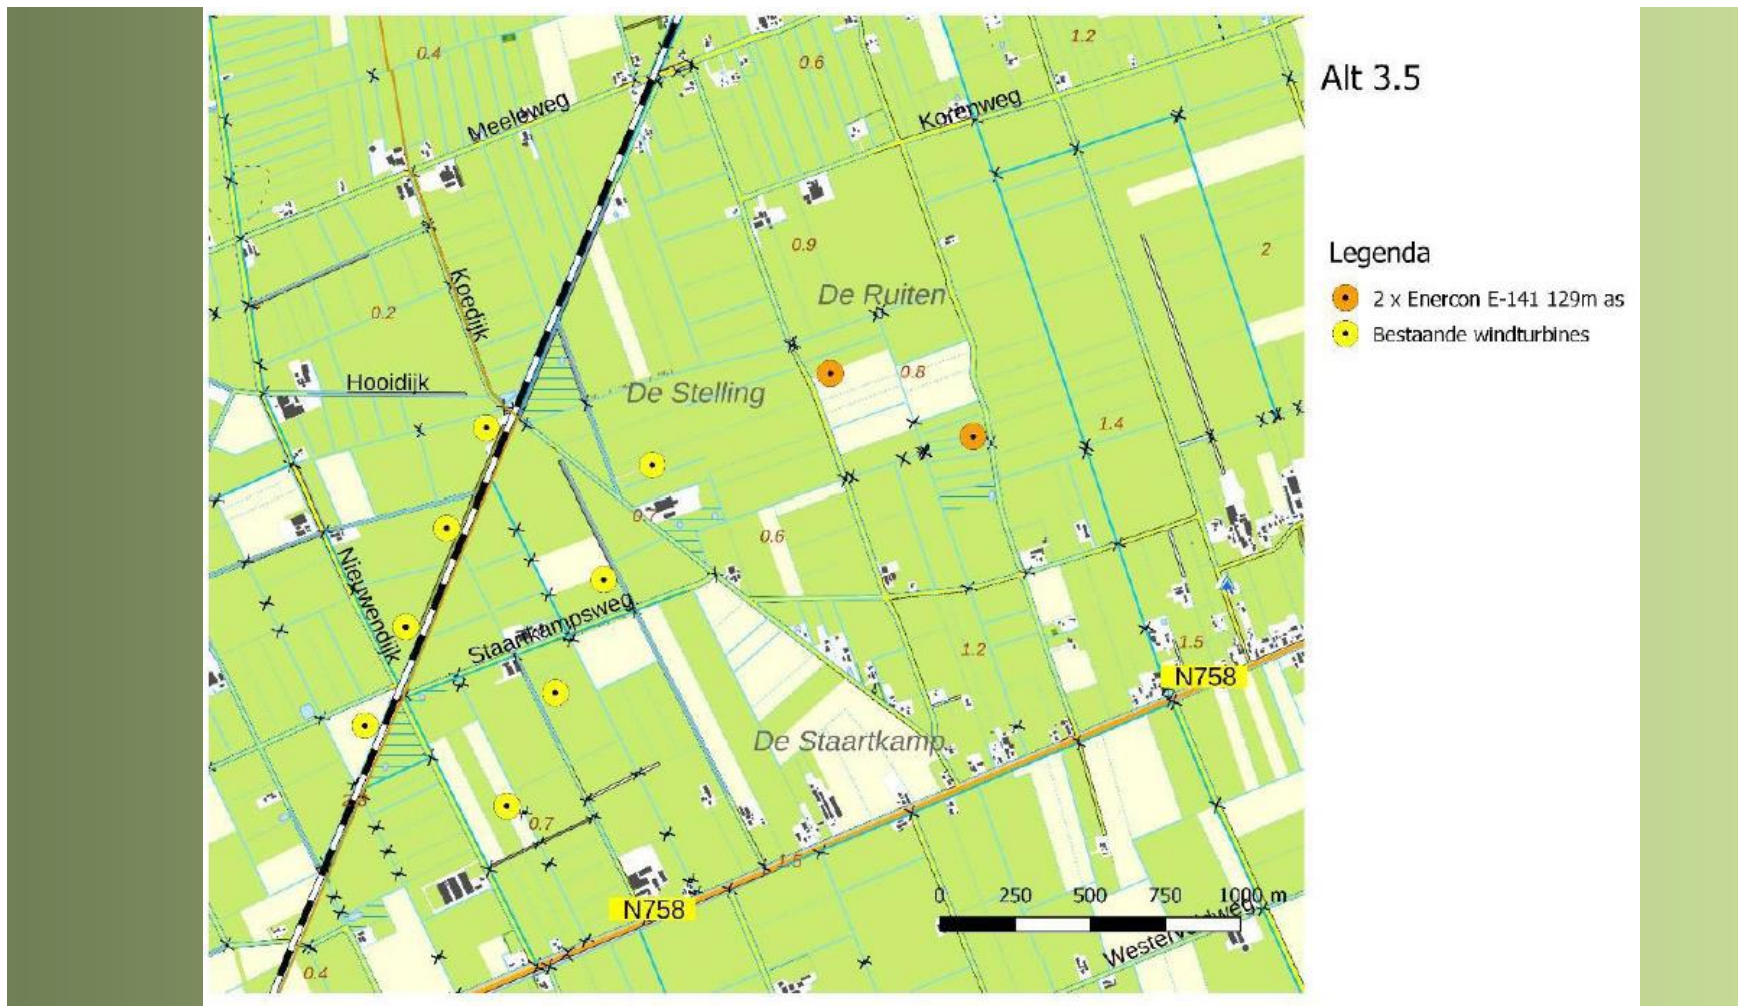 Alt 3.5
0.4
0.6
1.2
Meeleweg
Korenweg
0.9
2
Koedijk
De Ruiten
0.2
Legenda
2 x Enercon E-141 129m as
Bestaande windturbines
Hooidijk
De Stelling
0.8
1.4
0.7
0.6
Nieuwendijk
Staartkampsweg
1.2
1.5
N758
De Staartkamp
0.7
1.5
N758
0 250 500 750 1000 m
0.4